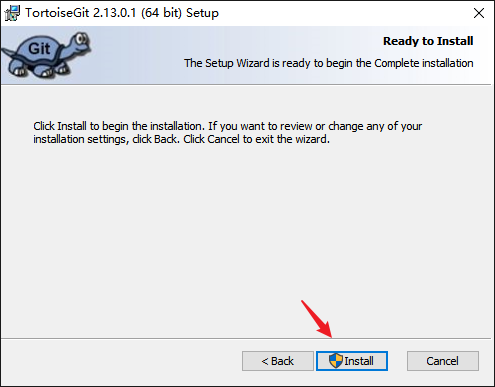 TortoiseGit 2.13.0.1 (64 bit) Setup
Git
Ready to Install
The Setup Wizard is ready to begin the Complete installation
Click Install to begin the installation. If you want to review or change any of your
installation settings, click Back. Click Cancel to exit the wizard.
< Back
Install
Cancel